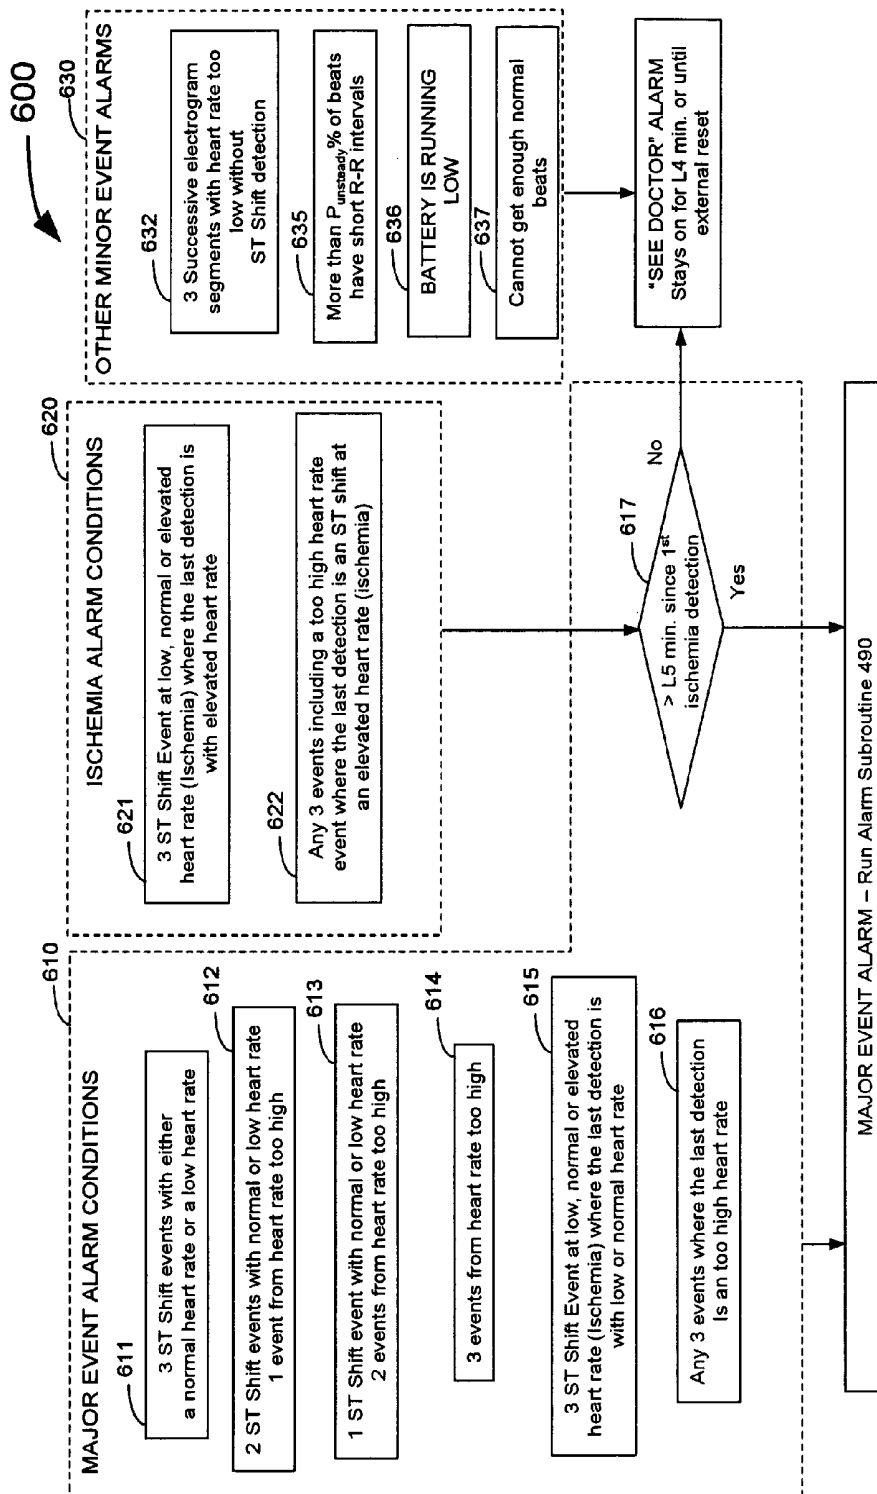 600
610
MAJOR EVENT ALARM CONDITIONS
611
3 ST Shift events with either
a normal heart rate or a low heart rate
612
2 ST Shift events with normal or low heart rate
1 event from heart rate too high
613
1 ST Shift event with normal or low heart rate
2 events from heart rate too high
614
3 events from heart rate too high
615
3 ST Shift Event at low, normal or elevated
heart rate (Ischemia) where the last detection is
with low or normal heart rate
616
Any 3 events where the last detection
Is an too high heart rate
620
ISCHEMIA ALARM CONDITIONS
621
3 ST Shift Event at low, normal or elevated
heart rate (Ischemia) where the last detection is
with elevated heart rate
622
Any 3 events including a too high heart rate
event where the last detection is an ST shift at
an elevated heart rate (ischemia)
617
> L5 min. since 1st
ischemia detection
No
Yes
630
OTHER MINOR EVENT ALARMS
632
3 Successive electrogram
segments with heart rate too
low without
ST Shift detection
635
More than Punsteady% of beats
have short R-R intervals
636
BATTERY IS RUNNING
LOW
637
Cannot get enough normal
beats
"SEE DOCTOR" ALARM
Stays on for L4 min. or until
external reset
MAJOR EVENT ALARM – Run Alarm Subroutine 490